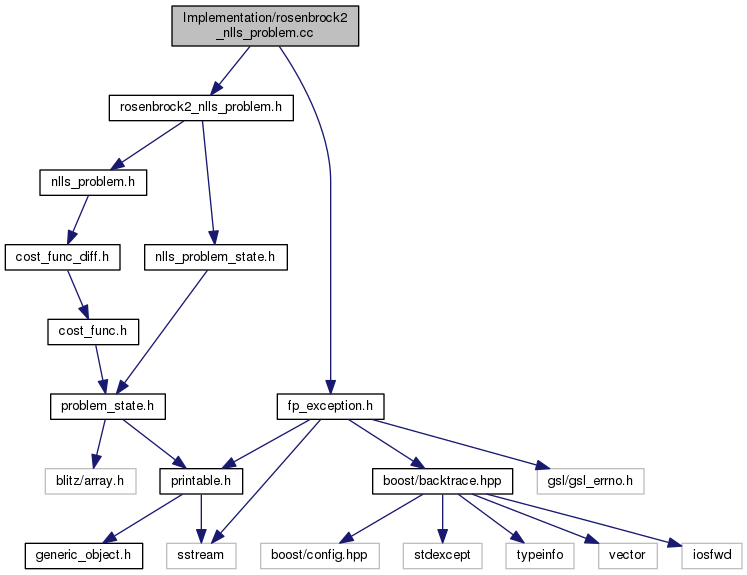 Implementation/rosenbrock2
_nlls_problem.cc
rosenbrock2_nlls_problem.h
nlls_problem.h
cost_func_diff.h
nlls_problem_state.h
cost_func.h
problem_state.h
fp_exception.h
blitz/array.h
printable.h
boost/backtrace.hpp
gsl/gsl_errno.h
generic_object.h
sstream
boost/config.hpp
stdexcept
typeinfo
vector
iosfwd